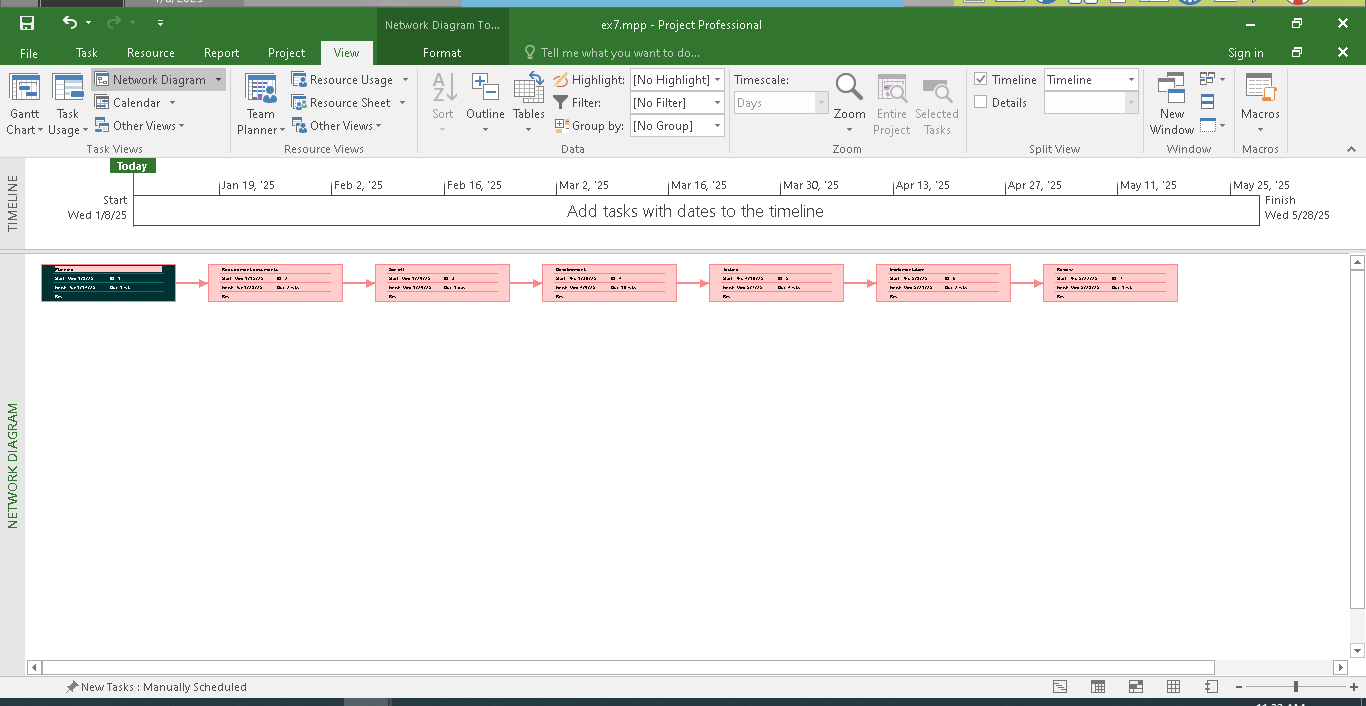 Network Diagram To...
ex7.mpp - Project Professional
File Task Resource Report Project View Format Tell me what you want to do... Sign in
Gantt Chart
Task Usage
Network Diagram
Calendar
Other Views
Task Views
Team Planner
Resource Usage
Resource Sheet
Other Views
Resource Views
Sort
Outline
Tables
Highlight: [No Highlight]
Filter: [No Filter]
Group by: [No Group]
Data
Timescale:
Days
Zoom
Entire Project
Selected Tasks
Zoom
Timeline Timeline
Details
Split View
New Window
Window
Macros
Macros
TIMELINE
Today
Jan 19, '25 Feb 2, '25 Feb 16, '25 Mar 2, '25 Mar 16, '25 Mar 30, '25 Apr 13, '25 Apr 27, '25 May 11, '25 May 25, '25
Start
Wed 1/8/25
Add tasks with dates to the timeline
Finish
Wed 5/28/25
NETWORK DIAGRAM
New Tasks : Manually Scheduled